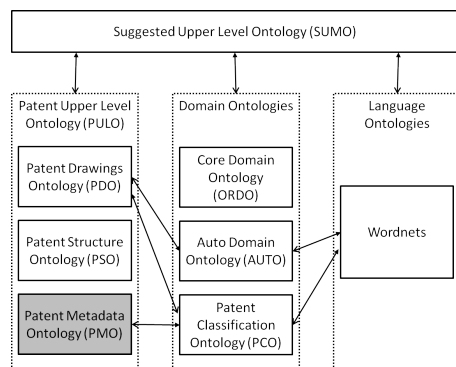 Suggested Upper Level Ontology (SUMO)
Patent Upper Level
Ontology (PULO)
Patent Drawings
Ontology (PDO)
Patent Structure
Ontology (PSO)
Patent Metadata
Ontology (PMO)
Domain Ontologies
Core Domain
Ontology
(ORDO)
Auto Domain
Ontology (AUTO)
Patent
Classification
Ontology (PCO)
Language
Ontologies
Wordnets